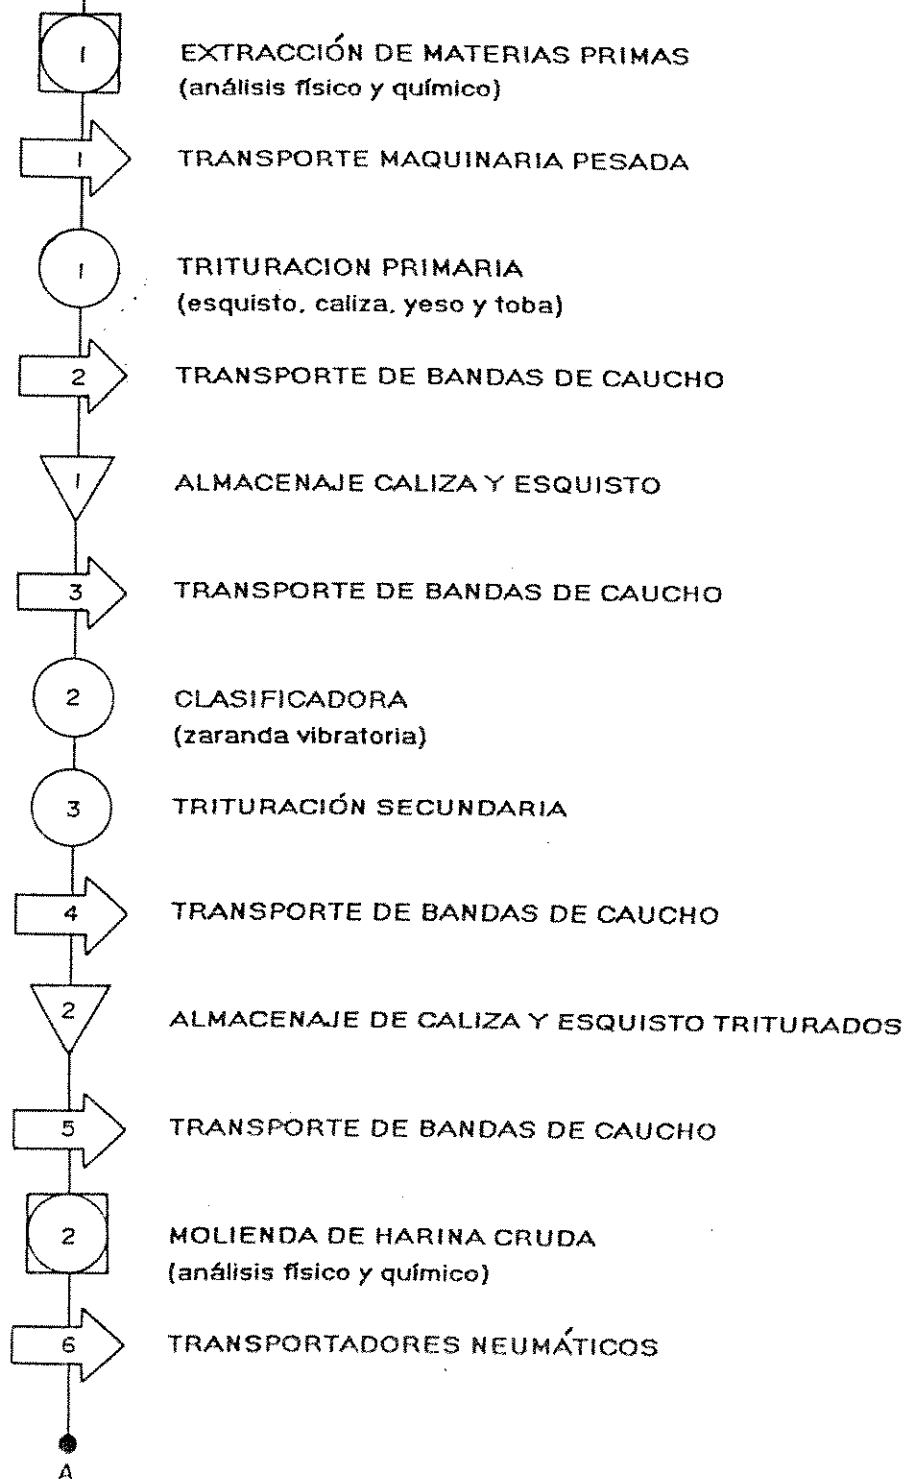 1 EXTRACCIÓN DE MATERIAS PRIMAS
(análisis físico y químico)
1 TRANSPORTE MAQUINARIA PESADA
1 TRITURACION PRIMARIA
(esquisto, caliza, yeso y toba)
2 TRANSPORTE DE BANDAS DE CAUCHO
1 ALMACENAJE CALIZA Y ESQUISTO
3 TRANSPORTE DE BANDAS DE CAUCHO
2 CLASIFICADORA
(zaranda vibratoria)
3 TRITURACIÓN SECUNDARIA
4 TRANSPORTE DE BANDAS DE CAUCHO
2 ALMACENAJE DE CALIZA Y ESQUISTO TRITURADOS
5 TRANSPORTE DE BANDAS DE CAUCHO
2 MOLIENDA DE HARINA CRUDA
(análisis físico y químico)
6 TRANSPORTADORES NEUMÁTICOS
A